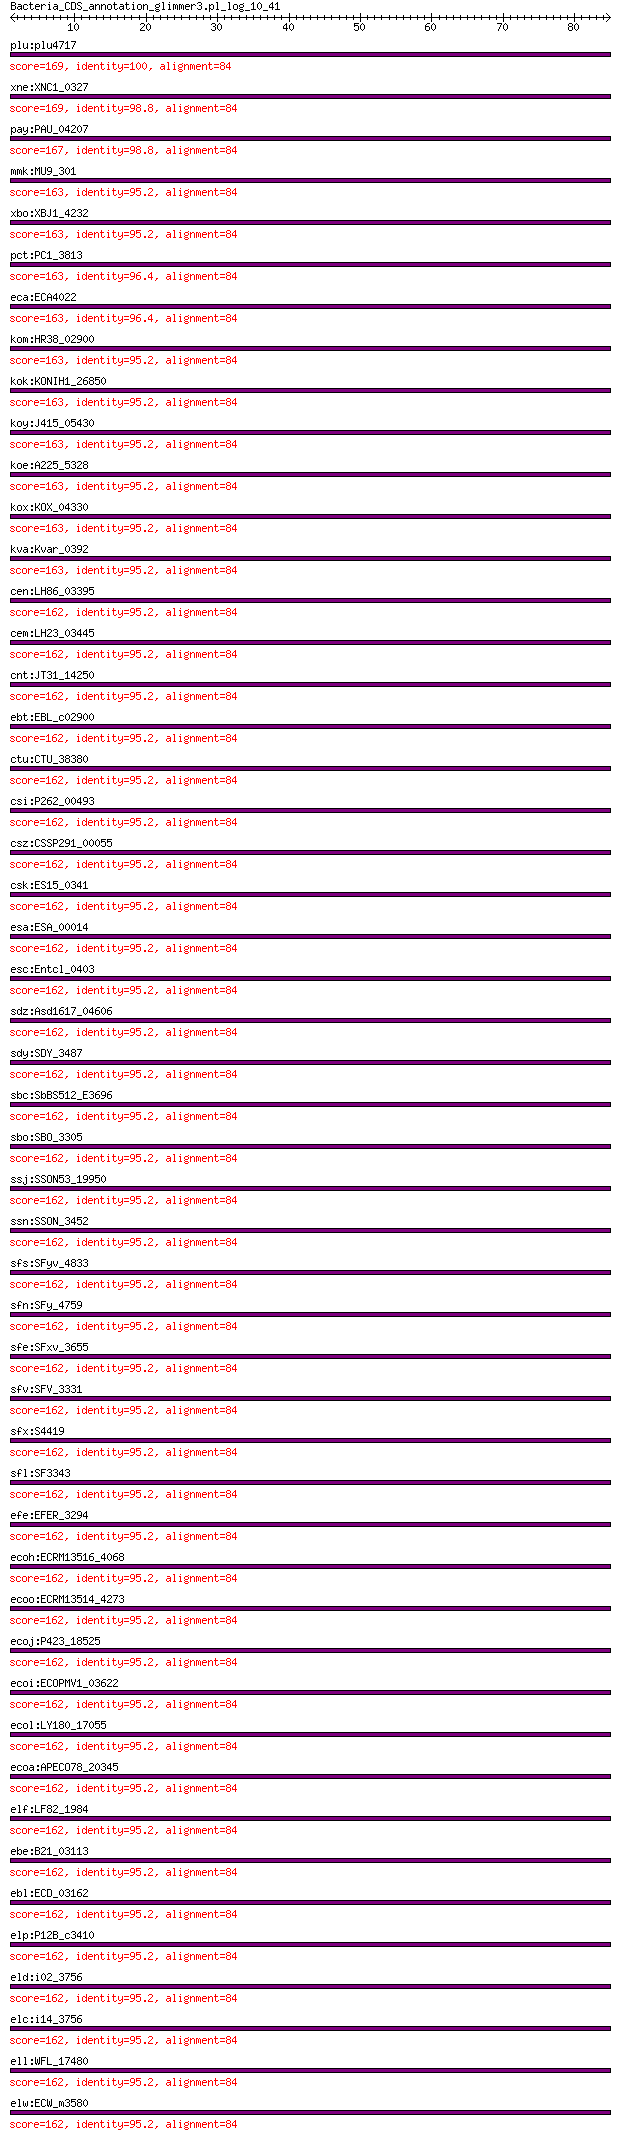 Bacteria_CDS_annotation_glimmer3.pl_log_10_41
10 20 30 40 50 60 70 80
plu:plu4717
score=169, identity=100, alignment=84
xne:XNC1_0327
score=169, identity=98.8, alignment=84
pay:PAU_04207
score=167, identity=98.8, alignment=84
mmk:MU9_301
score=163, identity=95.2, alignment=84
xbo:XBJ1_4232
score=163, identity=95.2, alignment=84
pct:PC1_3813
score=163, identity=96.4, alignment=84
eca:ECA4022
score=163, identity=96.4, alignment=84
kom:HR38_02900
score=163, identity=95.2, alignment=84
kok:KONIH1_26850
score=163, identity=95.2, alignment=84
koy:J415_05430
score=163, identity=95.2, alignment=84
koe:A225_5328
score=163, identity=95.2, alignment=84
kox:KOX_04330
score=163, identity=95.2, alignment=84
kva:Kvar_0392
score=163, identity=95.2, alignment=84
cen:LH86_03395
score=162, identity=95.2, alignment=84
cem:LH23_03445
score=162, identity=95.2, alignment=84
cnt:JT31_14250
score=162, identity=95.2, alignment=84
ebt:EBL_c02900
score=162, identity=95.2, alignment=84
ctu:CTU_38380
score=162, identity=95.2, alignment=84
csi:P262_00493
score=162, identity=95.2, alignment=84
csz:CSSP291_00055
score=162, identity=95.2, alignment=84
csk:ES15_0341
score=162, identity=95.2, alignment=84
esa:ESA_00014
score=162, identity=95.2, alignment=84
esc:Entcl_0403
score=162, identity=95.2, alignment=84
sdz:Asd1617_04606
score=162, identity=95.2, alignment=84
sdy:SDY_3487
score=162, identity=95.2, alignment=84
sbc:SbBS512_E3696
score=162, identity=95.2, alignment=84
sbo:SBO_3305
score=162, identity=95.2, alignment=84
ssj:SSON53_19950
score=162, identity=95.2, alignment=84
ssn:SSON_3452
score=162, identity=95.2, alignment=84
sfs:SFyv_4833
score=162, identity=95.2, alignment=84
sfn:SFy_4759
score=162, identity=95.2, alignment=84
sfe:SFxv_3655
score=162, identity=95.2, alignment=84
sfv:SFV_3331
score=162, identity=95.2, alignment=84
sfx:S4419
score=162, identity=95.2, alignment=84
sfl:SF3343
score=162, identity=95.2, alignment=84
efe:EFER_3294
score=162, identity=95.2, alignment=84
ecoh:ECRM13516_4068
score=162, identity=95.2, alignment=84
ecoo:ECRM13514_4273
score=162, identity=95.2, alignment=84
ecoj:P423_18525
score=162, identity=95.2, alignment=84
ecoi:ECOPMV1_03622
score=162, identity=95.2, alignment=84
ecol:LY180_17055
score=162, identity=95.2, alignment=84
ecoa:APECO78_20345
score=162, identity=95.2, alignment=84
elf:LF82_1984
score=162, identity=95.2, alignment=84
ebe:B21_03113
score=162, identity=95.2, alignment=84
ebl:ECD_03162
score=162, identity=95.2, alignment=84
elp:P12B_c3410
score=162, identity=95.2, alignment=84
eld:i02_3756
score=162, identity=95.2, alignment=84
elc:i14_3756
score=162, identity=95.2, alignment=84
ell:WFL_17480
score=162, identity=95.2, alignment=84
elw:ECW_m3580
score=162, identity=95.2, alignment=84